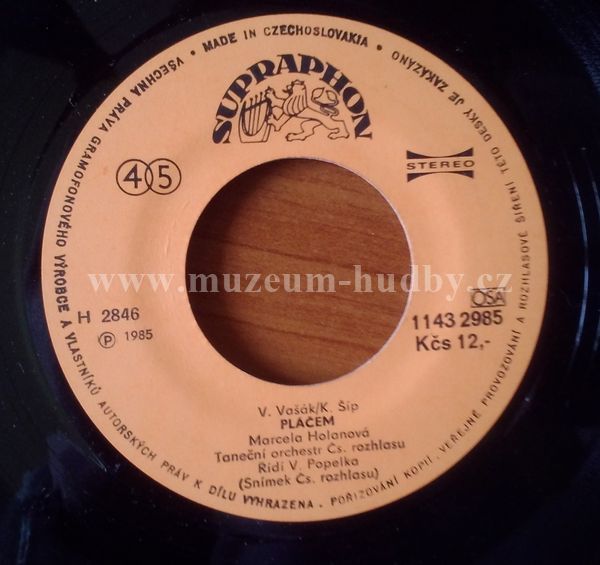 VŠECHNA PRÁVA GRAMOFONOVÉHO VÝROBCE A VLASTNÍKŮ AUTORSKÝCH PRÁV K DÍLU VYHRAZENA. POŘIZOVÁNÍ KOPIÍ, VEŘEJNÉ PROVOZOVÁNÍ A ROZHLASOVÉ ŠÍŘENÍ TÉTO DESKY JE ZAKÁZÁNO • MADE IN CZECHOSLOVAKIA •
SUPRAPHON
45
STEREO
www.muzeum-hudby.cz
OSA
H 2846
1143 2985
Ⓟ 1985
Kčs 12,-
V. Vašák/K. Šíp
PLAČEM
Marcela Holanová
Taneční orchestr Čs. rozhlasu
Řídí V. Popelka
(Snímek Čs. rozhlasu)